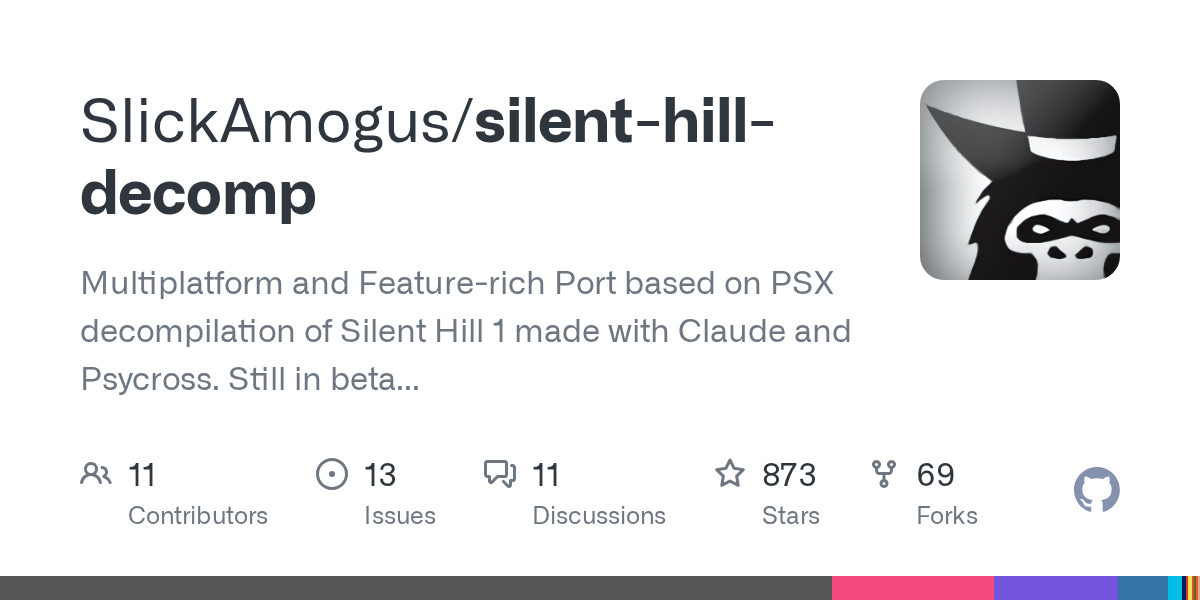 SlickAmogus/silent-hill-
decomp
Multiplatform and Feature-rich Port based on PSX
decompilation of Silent Hill 1 made with Claude and
Psycross. Still in beta...
11 13 11 873 69
Contributors Issues Discussions Stars Forks